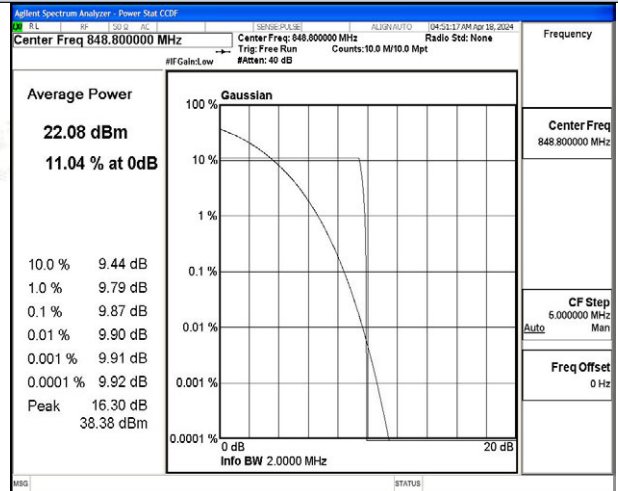 Agilent Spectrum Analyzer - Power Stat CCDF
RL RF 50 Ω AC SENSE:PULSE ALIGN AUTO 04:51:17 AM Apr 18, 2024
Center Freq 848.800000 MHz
Center Freq: 848.800000 MHz Radio Std: None
Trig: Free Run Counts:10.0 M/10.0 Mpt
#IFGain:Low #Atten: 40 dB
Frequency
Average Power
22.08 dBm
11.04 % at 0dB
10.0 % 9.44 dB
1.0 % 9.79 dB
0.1 % 9.87 dB
0.01 % 9.90 dB
0.001 % 9.91 dB
0.0001 % 9.92 dB
Peak 16.30 dB
38.38 dBm
Gaussian
100 %
10 %
1 %
0.1 %
0.01 %
0.001 %
0.0001 %
0 dB 20 dB
Info BW 2.0000 MHz
Center Freq
848.800000 MHz
CF Step
5.000000 MHz
Auto Man
Freq Offset
0 Hz
MSG STATUS